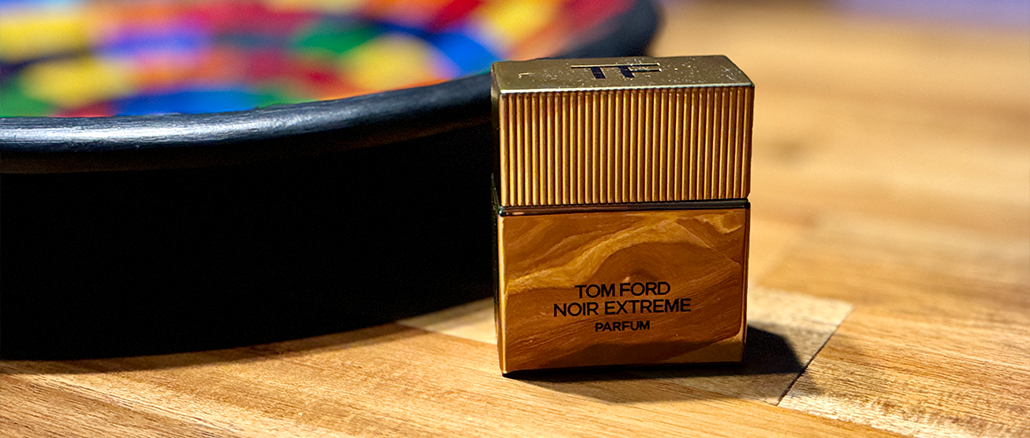 TF
TOM FORD
NOIR EXTREME
PARFUM